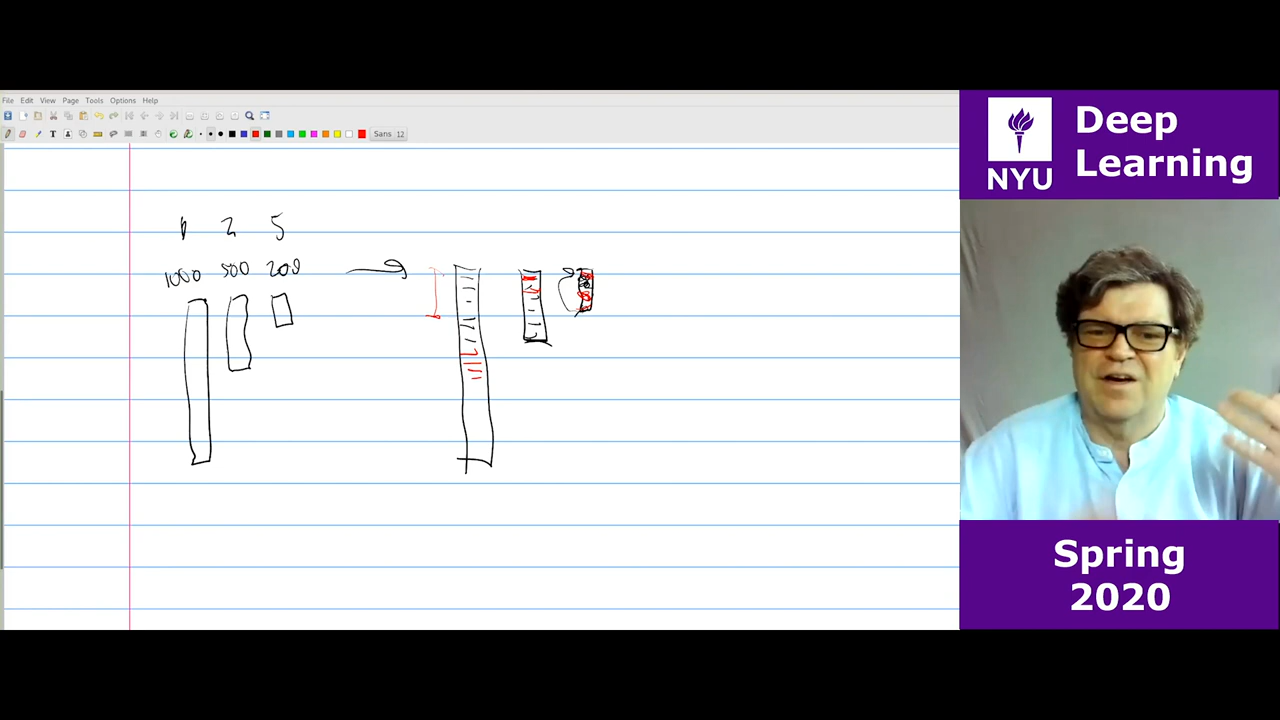 File Edit View Page Tools Options Help
Sans 12
1 2 5
1000 500 200
NYU
Deep
Learning
Spring
2020